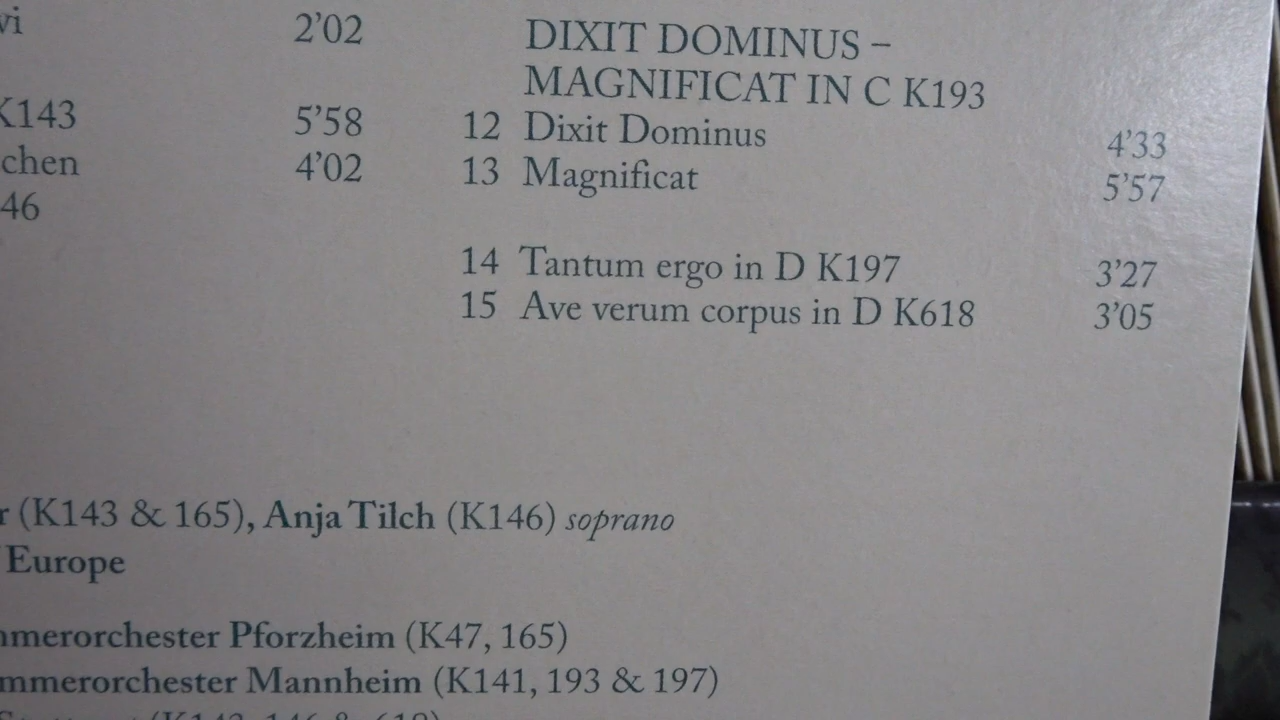 vi 2’02
K143 5’58
chen 4’02
46
DIXIT DOMINUS –
MAGNIFICAT IN C K193
12 Dixit Dominus 4’33
13 Magnificat 5’57
14 Tantum ergo in D K197 3’27
15 Ave verum corpus in D K618 3’05
r (K143 & 165), Anja Tilch (K146) soprano
Europe
mmerorchester Pforzheim (K47, 165)
mmerorchester Mannheim (K141, 193 & 197)